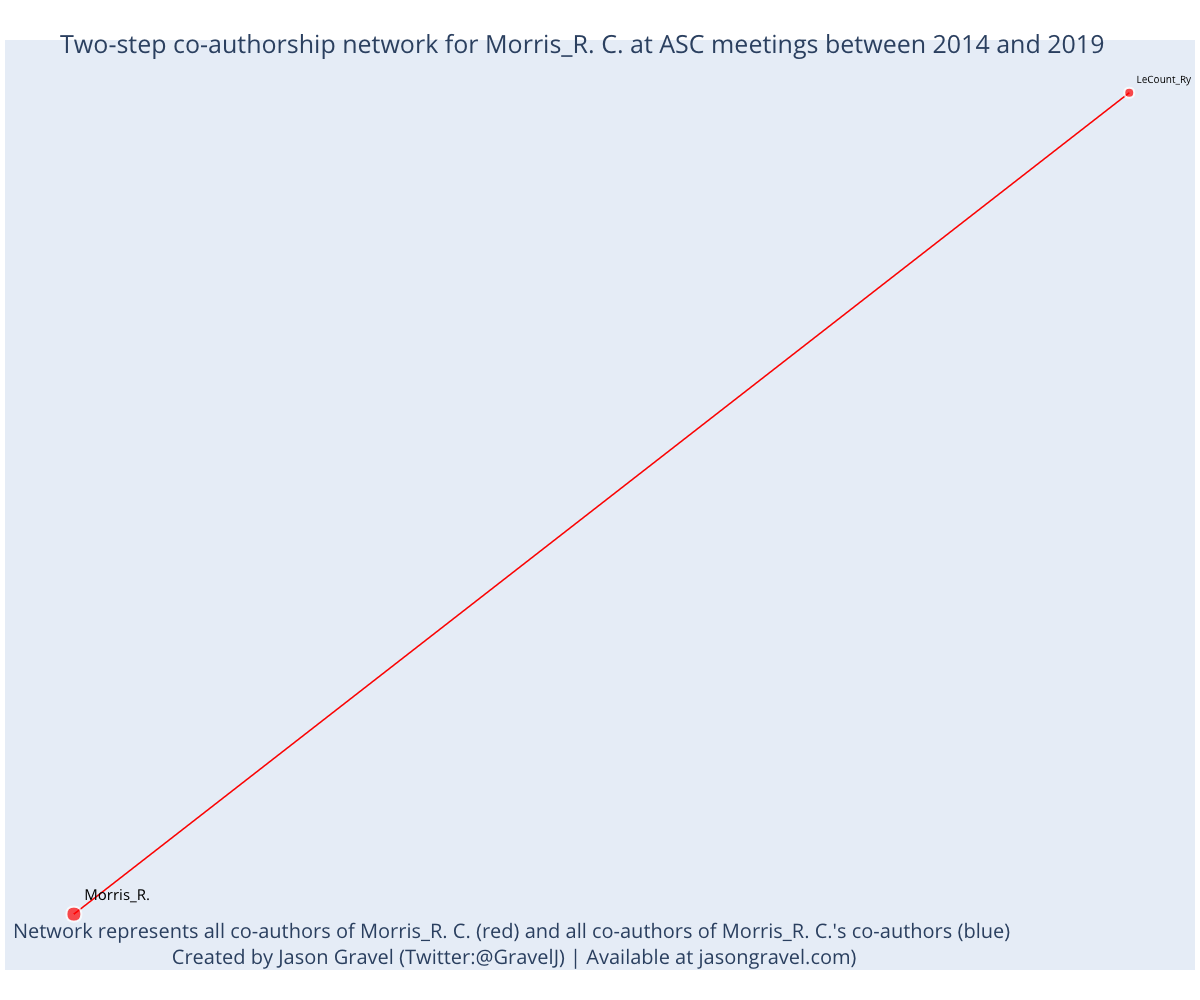 Two-step co-authorship network for Morris_R. C. at ASC meetings between 2014 and 2019
LeCount_Ry
Morris_R.
Network represents all co-authors of Morris_R. C. (red) and all co-authors of Morris_R. C.'s co-authors (blue)
Created by Jason Gravel (Twitter:@GravelJ) | Available at jasongravel.com)